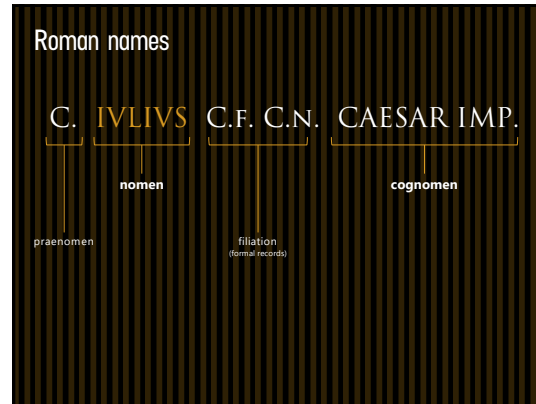 Roman names
C. IVLIVS C.F. C.N. CAESAR IMP.
nomen cognomen
praenomen filiation
(formal records)